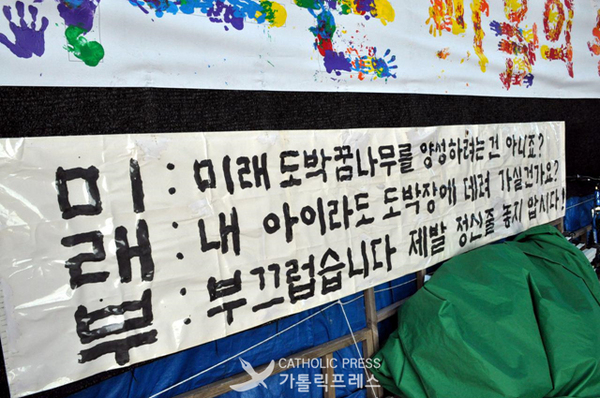 미 : 미래 도박꿈나무를 양성하려는건 아니죠?
래 : 내 아이라도 도박장에 데려 가실건가요?
부 : 부끄럽습니다 제발 정신줄 놓지 맙시다!
CATHOLIC PRESS
가톨릭프레스